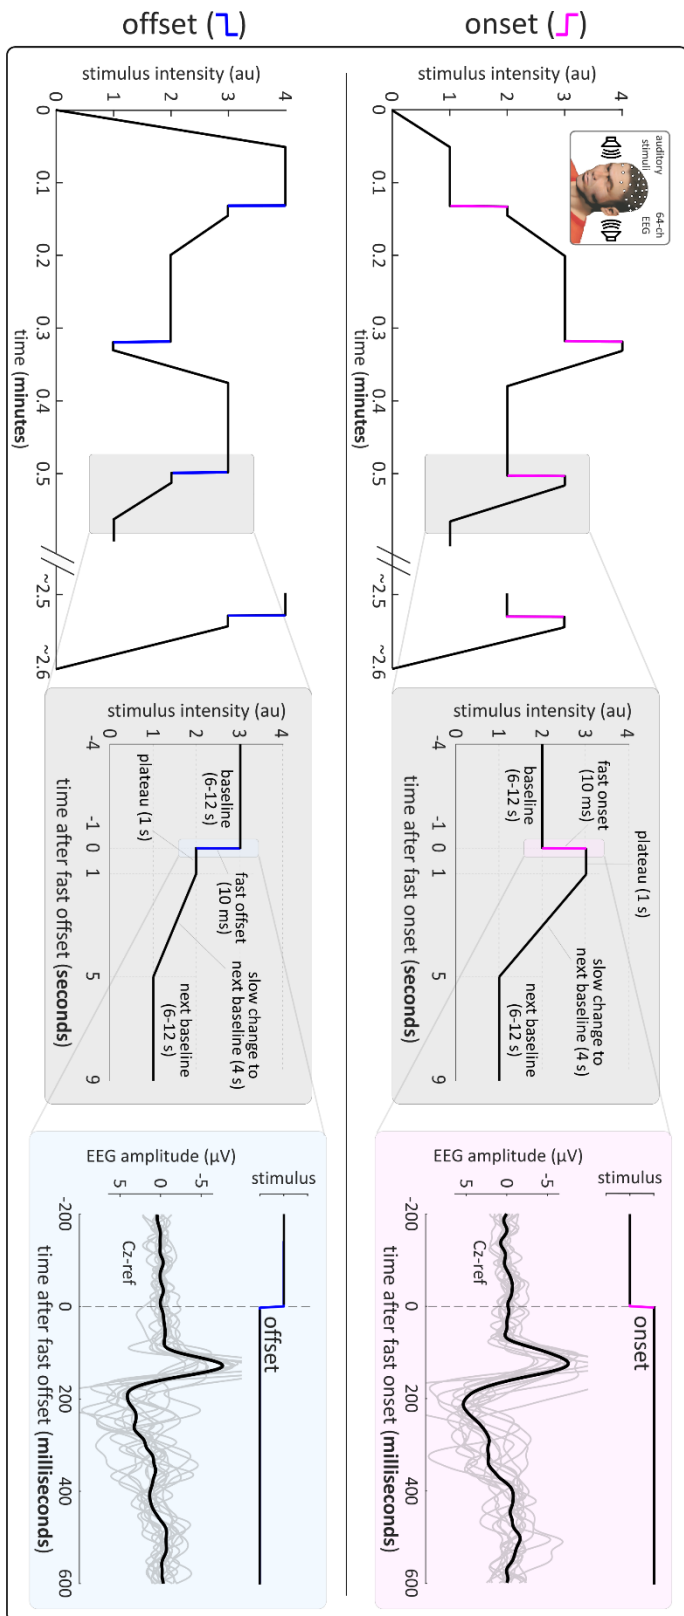 onset ( )
auditory
stimuli
64-ch
EEG
stimulus intensity (au)
0
1
2
3
4
0
0.1
0.2
0.3
0.4
0.5
~2.5
~2.6
time (minutes)
stimulus intensity (au)
0
1
2
3
4
-4
-1
0
1
5
9
baseline
(6-12 s)
fast onset
(10 ms)
plateau (1 s)
slow change to
next baseline (4 s)
next baseline
(6-12 s)
time after fast onset (seconds)
stimulus
onset
EEG amplitude (µV)
-5
0
5
Cz-ref
-200
0
200
400
600
time after fast onset (milliseconds)
offset ( )
stimulus intensity (au)
0
1
2
3
4
0
0.1
0.2
0.3
0.4
0.5
~2.5
~2.6
time (minutes)
stimulus intensity (au)
0
1
2
3
4
-4
-1
0
1
5
9
baseline
(6-12 s)
plateau (1 s)
fast offset
(10 ms)
slow change to
next baseline (4 s)
next baseline
(6-12 s)
time after fast offset (seconds)
stimulus
offset
EEG amplitude (µV)
-5
0
5
Cz-ref
-200
0
200
400
600
time after fast offset (milliseconds)